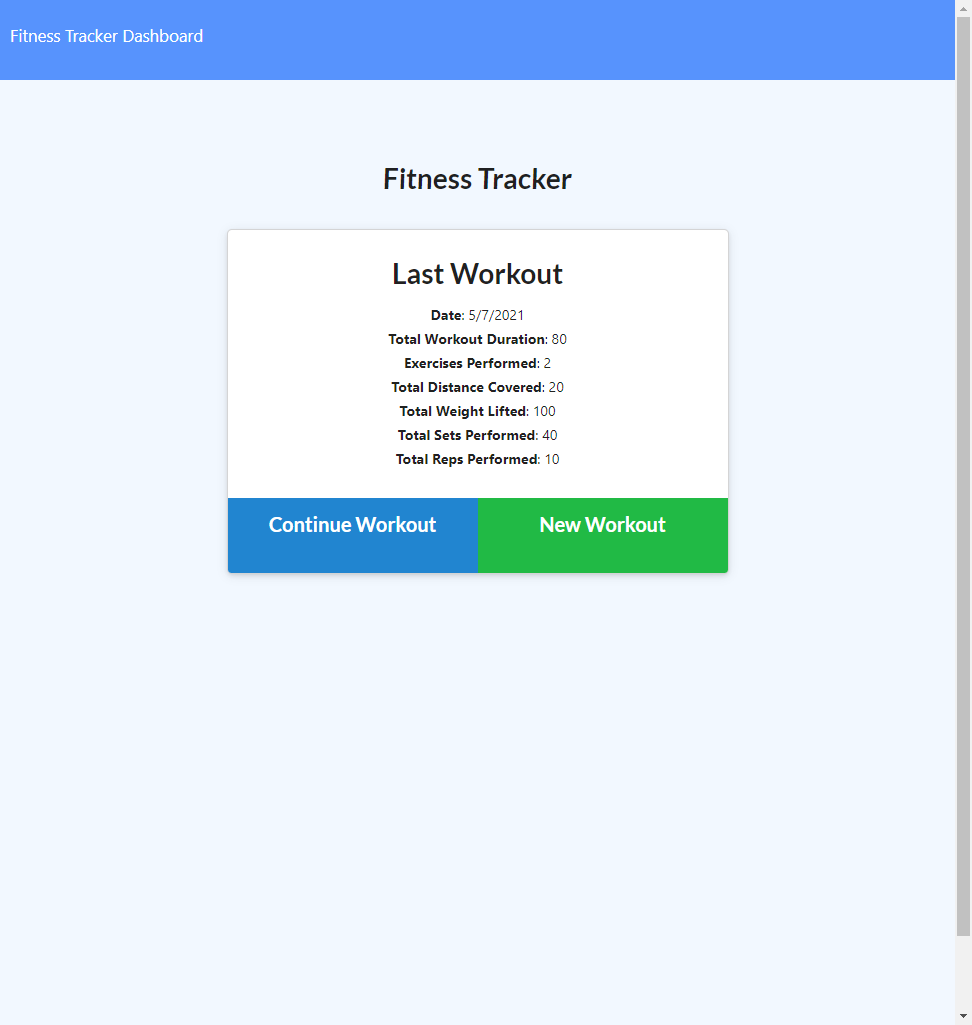 Fitness Tracker Dashboard
Fitness Tracker
Last Workout
Date: 5/7/2021
Total Workout Duration: 80
Exercises Performed: 2
Total Distance Covered: 20
Total Weight Lifted: 100
Total Sets Performed: 40
Total Reps Performed: 10
Continue Workout
New Workout